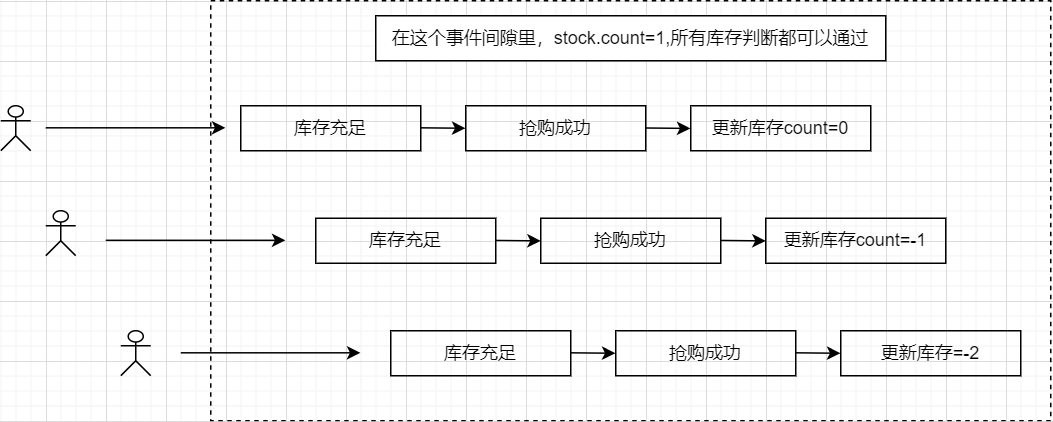 在这个事件间隙里，stock.count=1,所有库存判断都可以通过
库存充足
抢购成功
更新库存count=0
库存充足
抢购成功
更新库存count=-1
库存充足
抢购成功
更新库存=-2